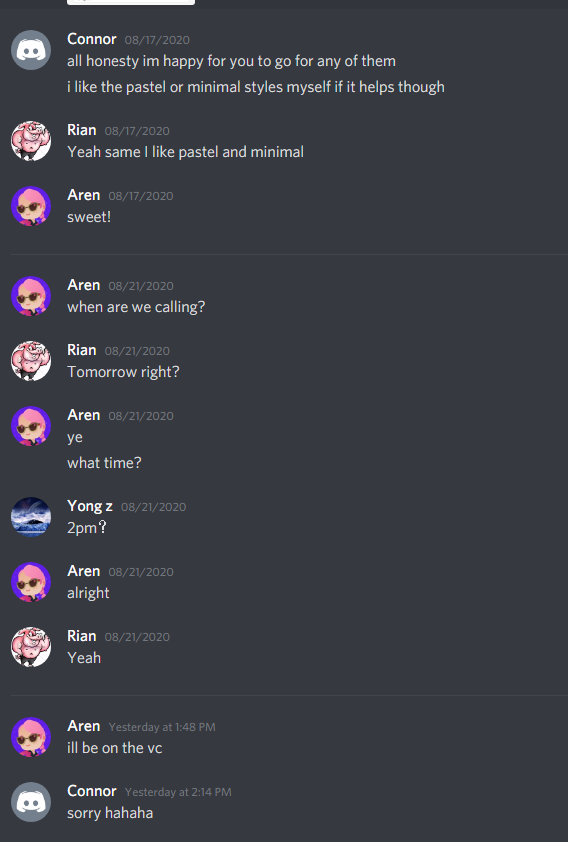 Connor 08/17/2020
all honesty im happy for you to go for any of them
i like the pastel or minimal styles myself if it helps though
Rian 08/17/2020
Yeah same I like pastel and minimal
Aren 08/17/2020
sweet!
Aren 08/21/2020
when are we calling?
Rian 08/21/2020
Tomorrow right?
Aren 08/21/2020
ye
what time?
Yong z 08/21/2020
2pm？
Aren 08/21/2020
alright
Rian 08/21/2020
Yeah
Aren Yesterday at 1:48 PM
ill be on the vc
Connor Yesterday at 2:14 PM
sorry hahaha